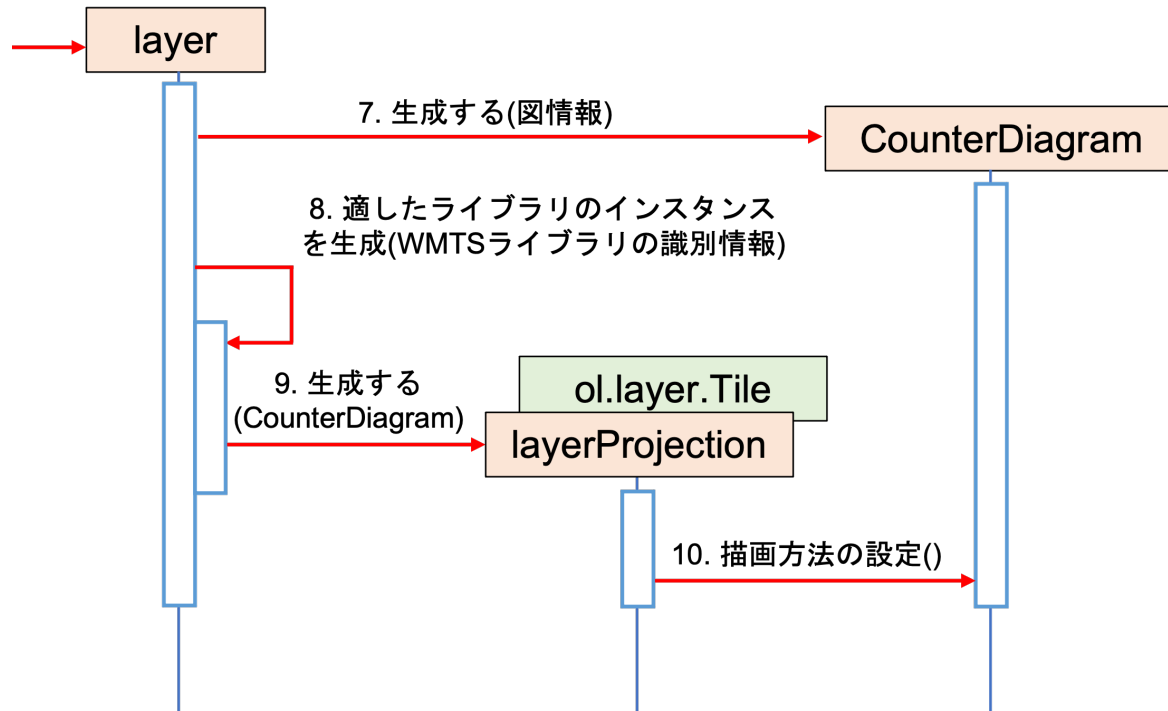 layer
7. 生成する(図情報)
CounterDiagram
8. 適したライブラリのインスタンス
を生成(WMTSライブラリの識別情報)
9. 生成する
(CounterDiagram)
ol.layer.Tile
layerProjection
10. 描画方法の設定()